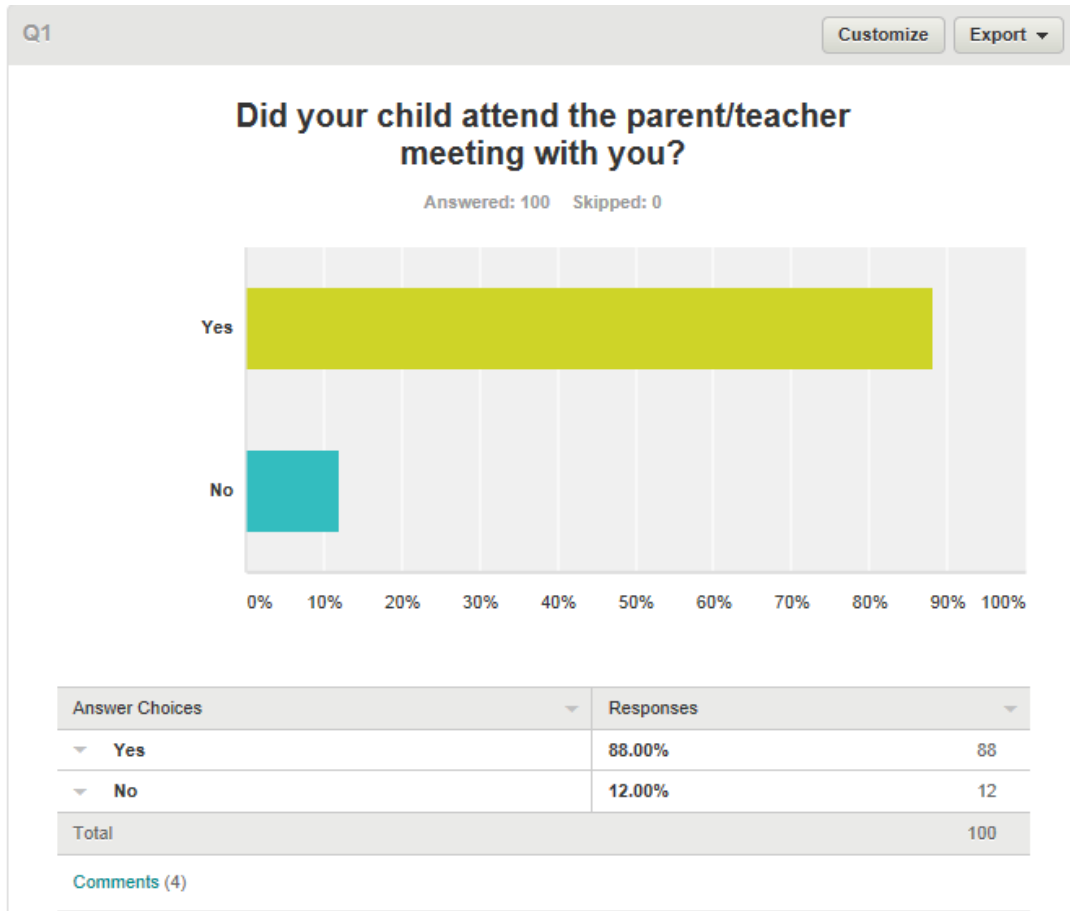 Q1 Customize Export
Did your child attend the parent/teacher
meeting with you?
Answered: 100 Skipped: 0
Yes
No
0% 10% 20% 30% 40% 50% 60% 70% 80% 90% 100%
Answer Choices Responses
Yes 88.00% 88
No 12.00% 12
Total 100
Comments (4)